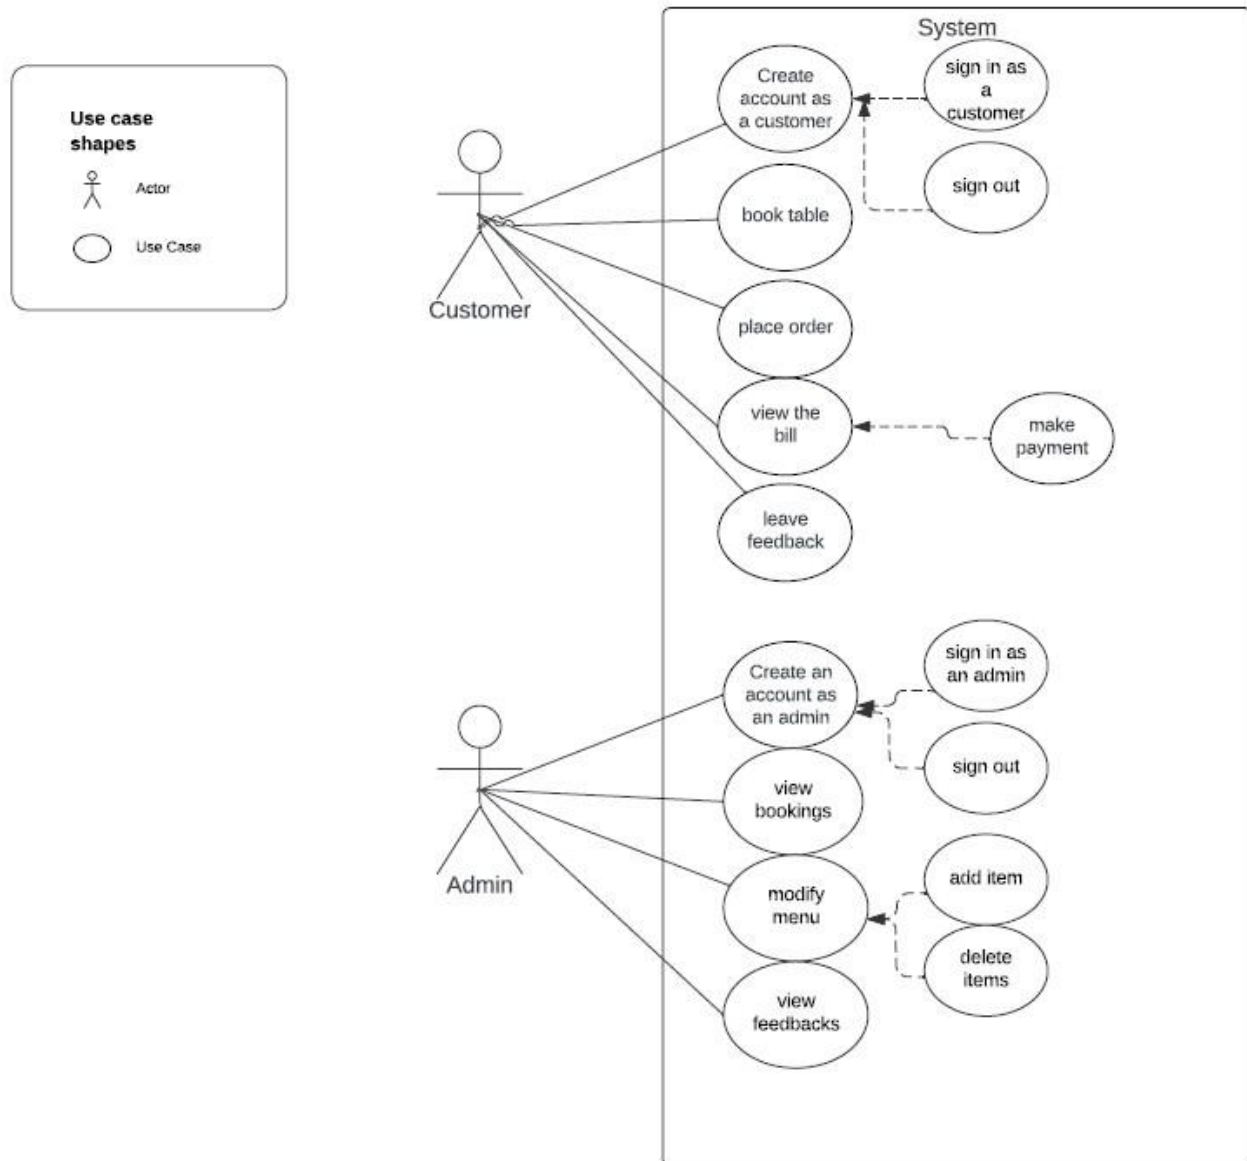 System
Use case
shapes
Actor
Use Case
Customer
Create
account as
a customer
sign in as
a
customer
sign out
book table
place order
view the
bill
make
payment
leave
feedback
Admin
Create an
account as
an admin
sign in as
an admin
sign out
view
bookings
modify
menu
add item
delete
items
view
feedbacks